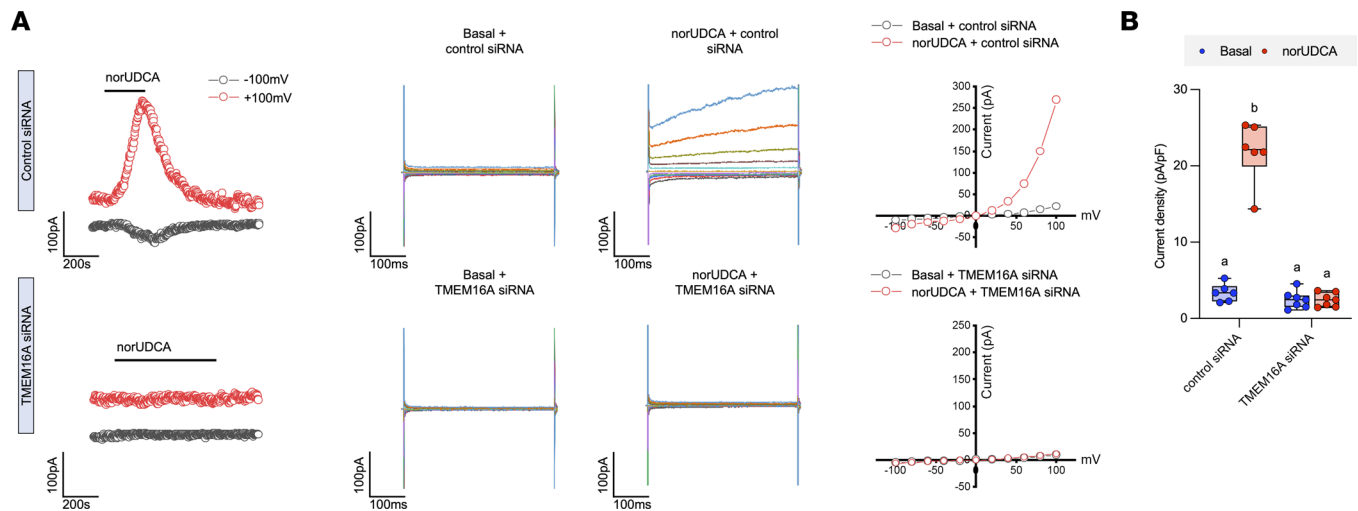 A
Control siRNA
norUDCA
-100mV
+100mV
100pA
200s
Basal +
control siRNA
100pA
100ms
norUDCA + control
siRNA
100pA
100ms
Basal + control siRNA
norUDCA + control siRNA
Current (pA)
300
250
200
150
100
50
0
-50
-100
-50
0
50
100
mV
TMEM16A siRNA
norUDCA
100pA
200s
Basal +
TMEM16A siRNA
100pA
100ms
norUDCA +
TMEM16A siRNA
100pA
100ms
Basal + TMEM16A siRNA
norUDCA + TMEM16A siRNA
Current (pA)
250
200
150
100
50
0
-50
-100
-50
0
50
100
mV
B
Basal
norUDCA
Current density (pA/pF)
30
20
10
0
a
b
a
a
control siRNA
TMEM16A siRNA